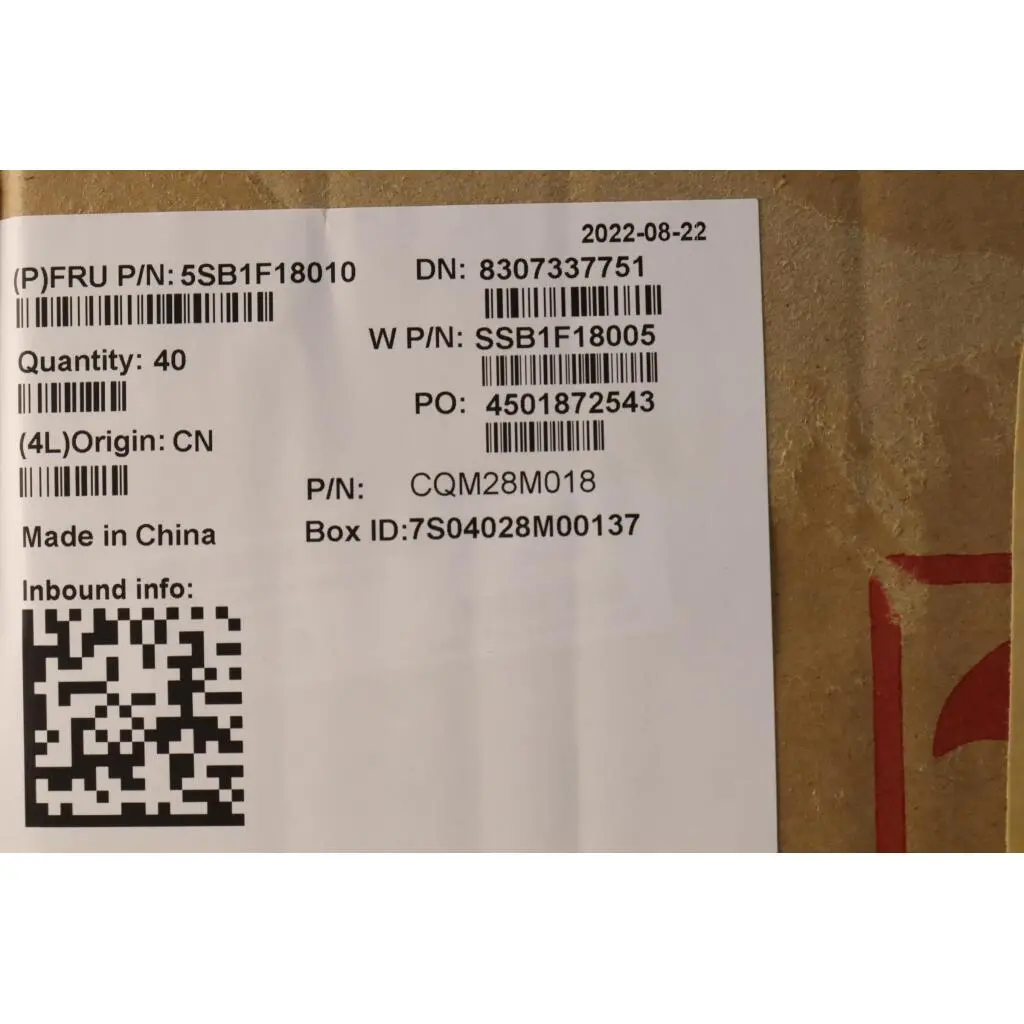 2022-08-22
(P)FRU P/N: 5SB1F18010 DN: 8307337751
W P/N: SSB1F18005
Quantity: 40
PO: 4501872543
(4L)Origin: CN
P/N: CQM28M018
Made in China Box ID:7S04028M00137
Inbound info: